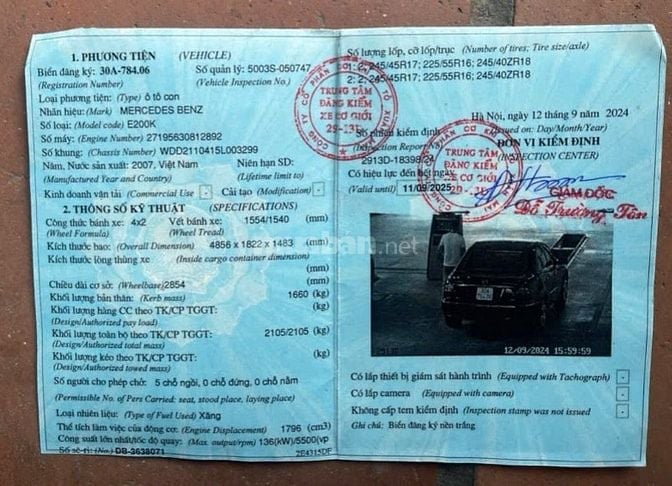 1. PHƯƠNG TIỆN (VEHICLE)
Biển đăng ký: 30A-784.06 Số quản lý: 5003S-050747
(Registration Number) (Vehicle Inspection No.)
Loại phương tiện: (Type) ô tô con
Nhãn hiệu: (Mark) MERCEDES BENZ
Số loại: (Model code) E200K
Số máy: (Engine Number) 27195630812892
Số khung: (Chassis Number) WDD2110415L003299
Năm, Nước sản xuất: 2007, Việt Nam Niên hạn SD:
(Manufactured Year and Country) (Lifetime limit to)
Kinh doanh vận tải (Commercial Use) - Cải tạo (Modification) -
2. THÔNG SỐ KỸ THUẬT (SPECIFICATIONS)
Công thức bánh xe: 4x2 Vết bánh xe: 1554/1540 (mm)
(Wheel Formula) (Wheel Tread)
Kích thước bao: (Overall Dimension) 4856 x 1822 x 1483 (mm)
Kích thước lòng thùng xe (Inside cargo container dimension)
(mm)
Chiều dài cơ sở: (Wheelbase) 2854 (mm)
Khối lượng bản thân: (Kerb mass) 1660 (kg)
Khối lượng hàng CC theo TK/CP TGGT: (kg)
(Design/Authorized pay load)
Khối lượng toàn bộ theo TK/CP TGGT: 2105/2105 (kg)
(Design/Authorized total mass)
Khối lượng kéo theo TK/CP TGGT: (kg)
(Design/Authorized towed mass)
Số người cho phép chở: 5 chỗ ngồi, 0 chỗ đứng, 0 chỗ nằm
(Permissible No. of Pers Carried: seat, stood place, laying place)
Loại nhiên liệu: (Type of Fuel Used) Xăng
Thể tích làm việc của động cơ: (Engine Displacement) 1796 (cm3)
Công suất lớn nhất/tốc độ quay: (Max. output/rpm) 136(kW)/5500(vp
Số sê-ri: (No.) DB-3638071 2E4315DF
Số lượng lốp, cỡ lốp/trục (Number of tires; Tire size/axle)
1: 2; 245/45R17; 225/55R16; 245/40ZR18
2: 2; 245/45R17; 225/55R16; 245/40ZR18
CÔNG TY CỔ PHẦN
TRUNG TÂM
ĐĂNG KIỂM
XE CƠ GIỚI
Hà Nội, ngày 12 tháng 9 năm 2024
(Issued on: Day/Month/Year)
Số phiếu kiểm định ĐƠN VỊ KIỂM ĐỊNH
(Inspection Report (INSPECTION CENTER)
2913D-18398/24
Có hiệu lực đến hết ngày
(Valid until) 11/09/2025
TRUNG TÂM
ĐĂNG KIỂM
XE CƠ GIỚI
GIÁM ĐỐC
Đỗ Trường Tân
12/09/2024 15:59:59
Có lắp thiết bị giám sát hành trình (Equipped with Tachograph) -
Có lắp camera (Equipped with camera) -
Không cấp tem kiểm định (Inspection stamp was not issued) -
Ghi chú: Biển đăng ký nền trắng